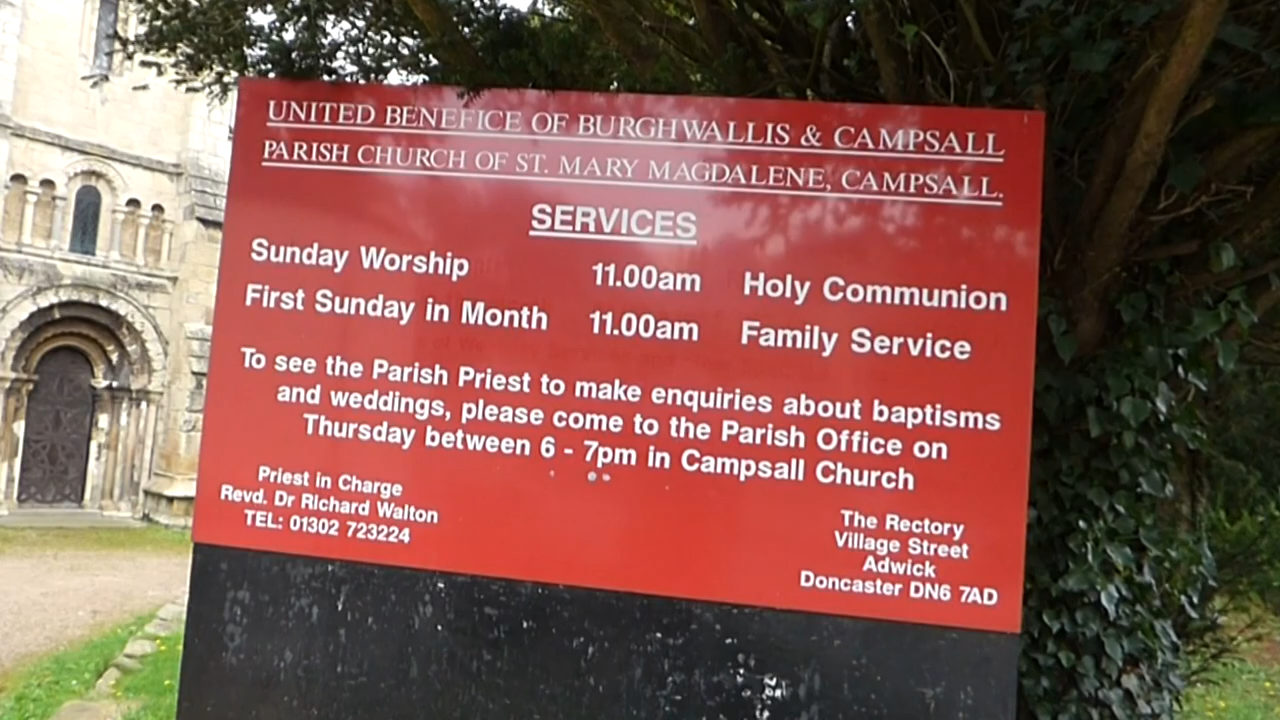 UNITED BENEFICE OF BURGHWALLIS & CAMPSALL
PARISH CHURCH OF ST. MARY MAGDALENE, CAMPSALL.
SERVICES
Sunday Worship 11.00am Holy Communion
First Sunday in Month 11.00am Family Service
To see the Parish Priest to make enquiries about baptisms
and weddings, please come to the Parish Office on
Thursday between 6 - 7pm in Campsall Church
Priest in Charge
Revd. Dr Richard Walton
TEL: 01302 723224
The Rectory
Village Street
Adwick
Doncaster DN6 7AD